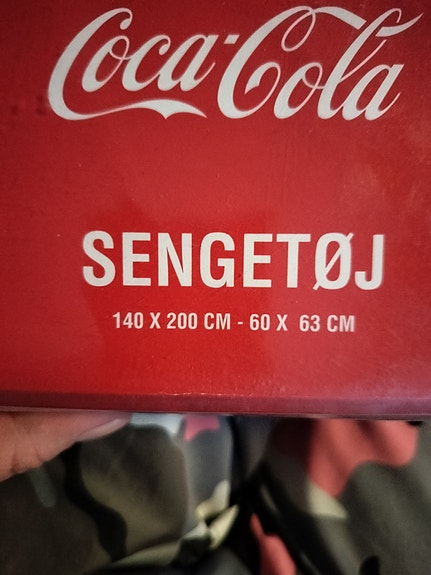 Coca-Cola
SENGETØJ
140 X 200 CM - 60 X 63 CM